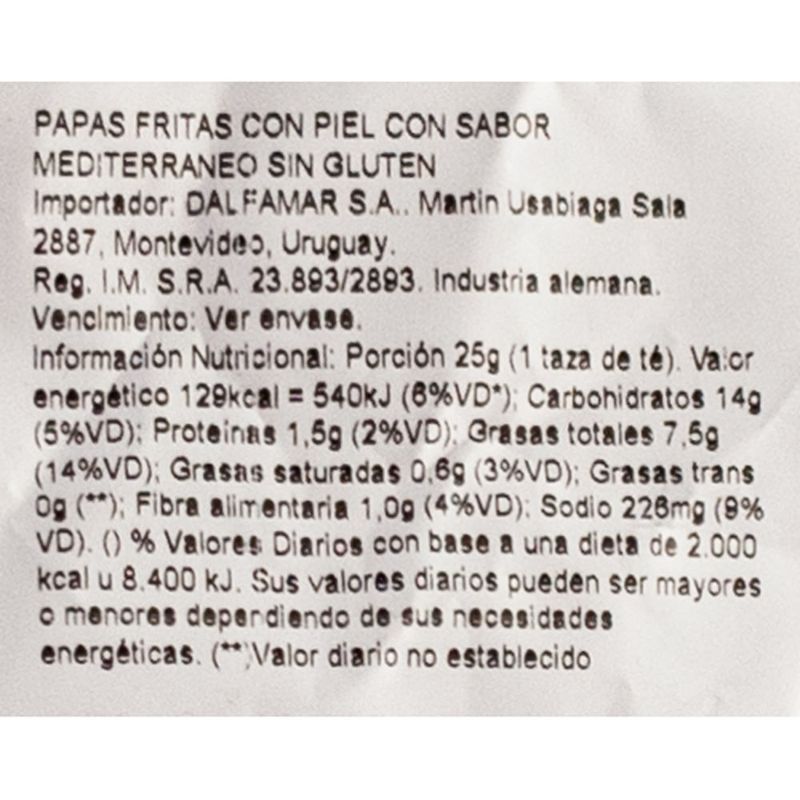 PAPAS FRITAS CON PIEL CON SABOR
MEDITERRANEO SIN GLUTEN
Importador: DALFAMAR S.A.. Martin Usabiaga Sala
2887, Montevideo, Uruguay.
Reg. I.M. S.R.A. 23.893/2893. Industria alemana.
Vencimiento: Ver envase.
Información Nutricional: Porción 25g (1 taza de té). Valor
energético 129kcal = 540kJ (6%VD*); Carbohidratos 14g
(5%VD); Proteinas 1,5g (2%VD); Grasas totales 7,5g
(14%VD); Grasas saturadas 0,6g (3%VD); Grasas trans
0g (**); Fibra alimentaria 1,0g (4%VD); Sodio 226mg (9%
VD). () % Valores Diarios con base a una dieta de 2.000
kcal u 8.400 kJ. Sus valores diarios pueden ser mayores
o menores dependiendo de sus necesidades
energéticas. (**)Valor diario no establecido